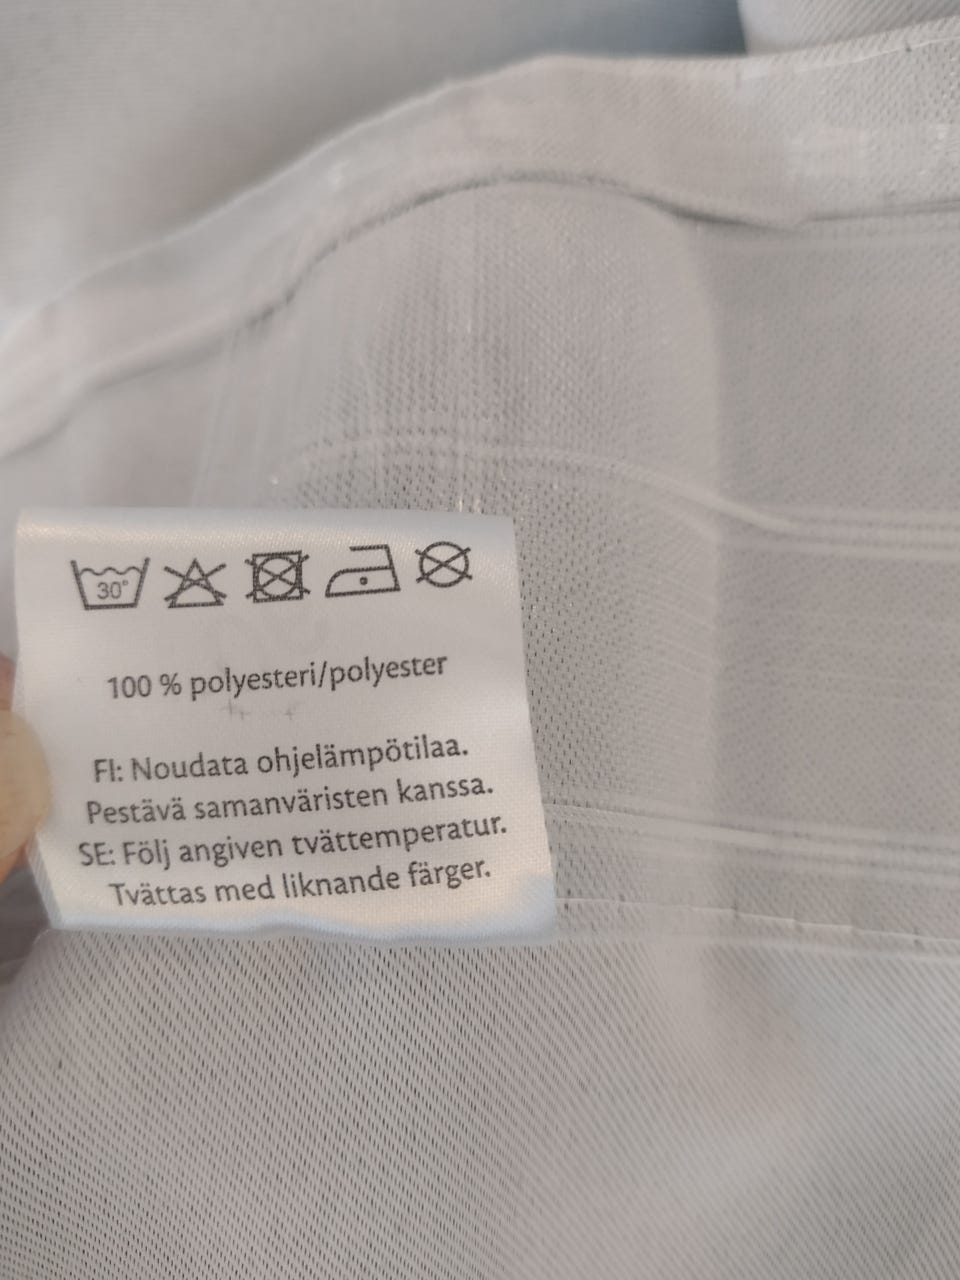 30°
100 % polyesteri/polyester
FI: Noudata ohjelämpötilaa.
Pestävä samanväristen kanssa.
SE: Följ angiven tvättemperatur.
Tvättas med liknande färger.